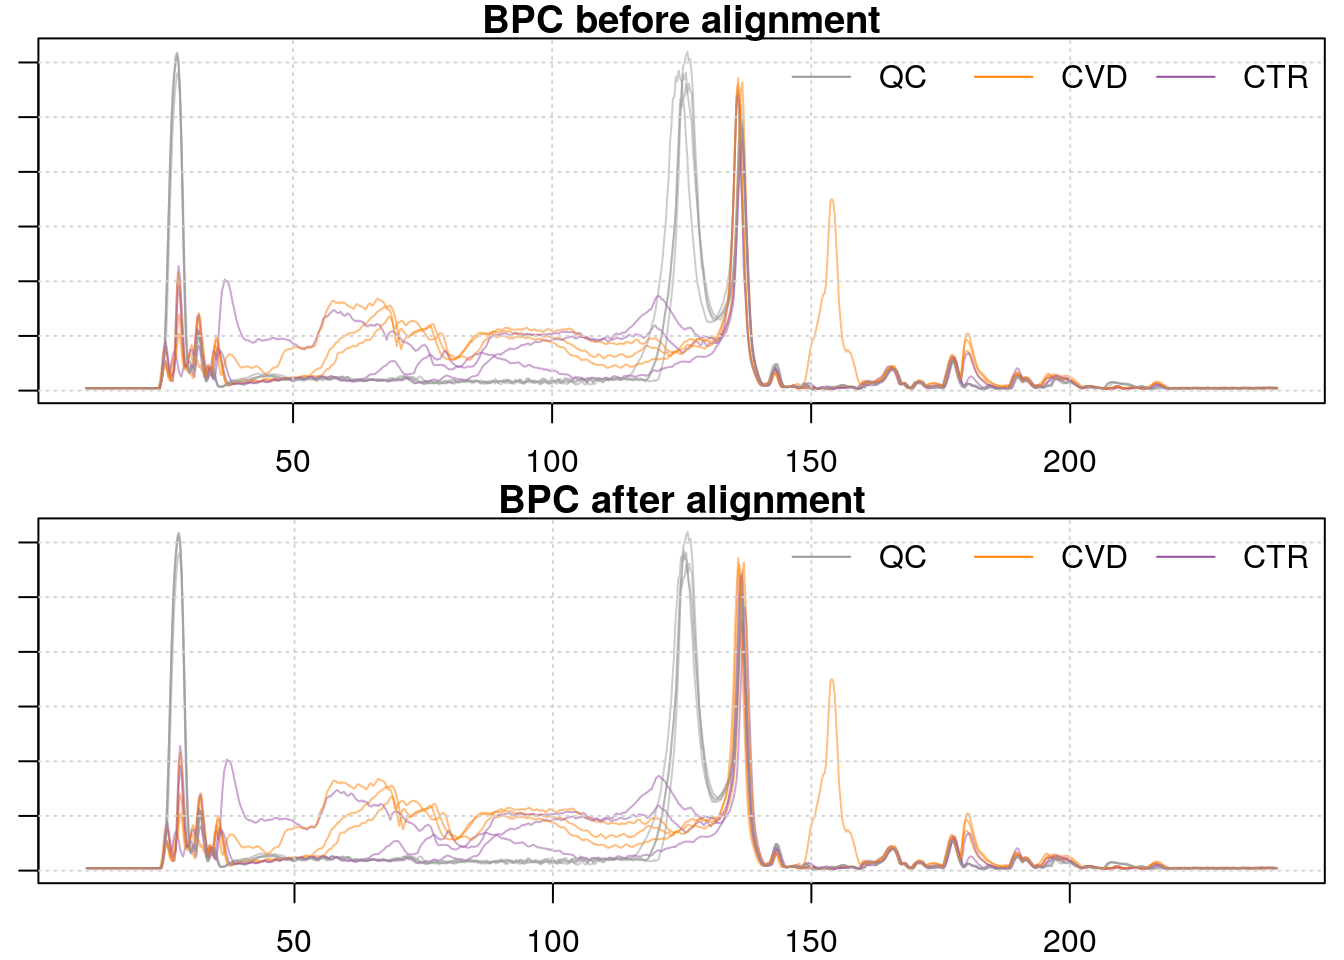 BPC before alignment
QC CVD CTR
50 100 150 200
BPC after alignment
QC CVD CTR
50 100 150 200